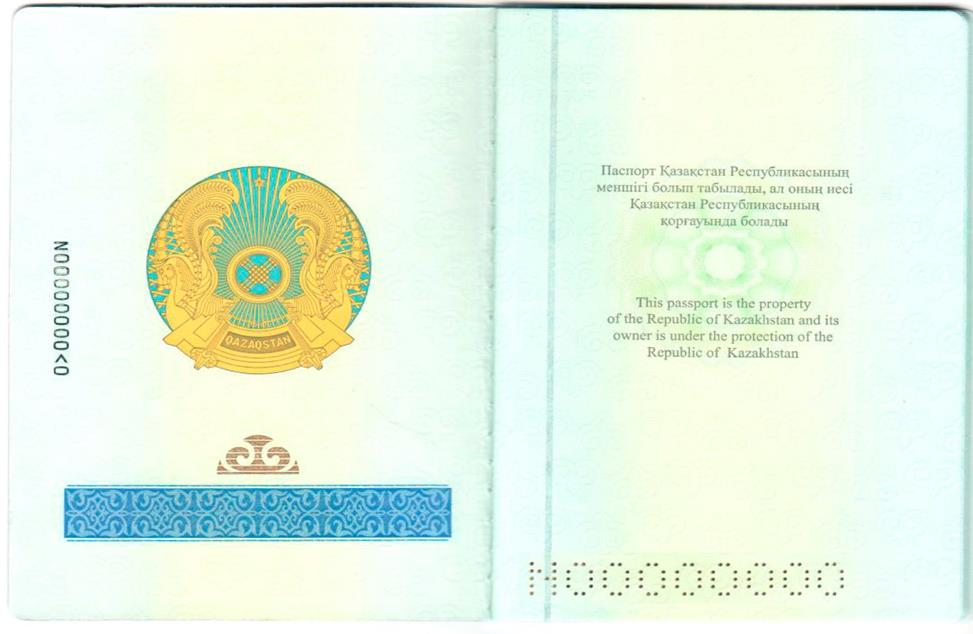 N00000000<0
QAZAQSTAN
Паспорт Қазақстан Республикасының
меншігі болып табылады, ал оның иесі
Қазақстан Республикасының
қорғауында болады
This passport is the property
of the Republic of Kazakhstan and its
owner is under the protection of the
Republic of Kazakhstan
N00000000